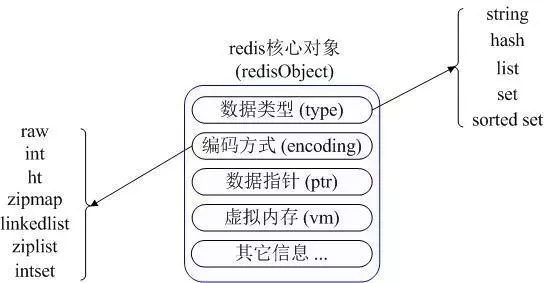 redis核心对象
(redisObject)
数据类型 (type)
编码方式 (encoding)
数据指针 (ptr)
虚拟内存 (vm)
其它信息 ...
string
hash
list
set
sorted set
raw
int
ht
zipmap
linkedlist
ziplist
intset